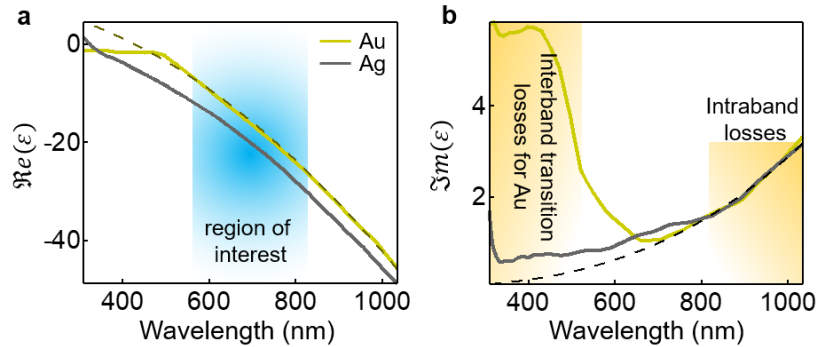 a
0
-20
-40
ℜe(ε)
Au
Ag
region of
interest
400
600
800
1000
Wavelength (nm)
b
4
2
ℑm(ε)
Interband transition
losses for Au
Intraband
losses
400
600
800
1000
Wavelength (nm)